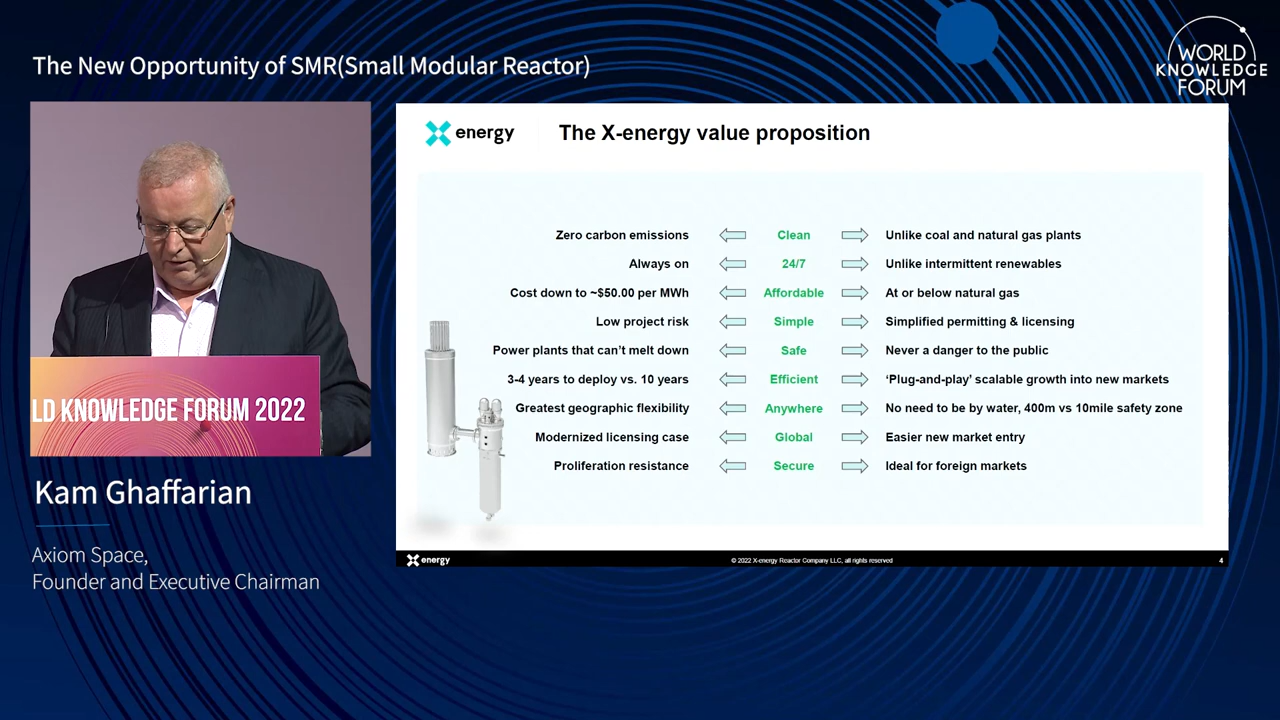 The New Opportunity of SMR(Small Modular Reactor)
WORLD
KNOWLEDGE
FORUM
LD KNOWLEDGE FORUM 2022
Kam Ghaffarian
Axiom Space,
Founder and Executive Chairman
energy
The X-energy value proposition
Zero carbon emissions Clean Unlike coal and natural gas plants
Always on 24/7 Unlike intermittent renewables
Cost down to ~$50.00 per MWh Affordable At or below natural gas
Low project risk Simple Simplified permitting & licensing
Power plants that can’t melt down Safe Never a danger to the public
3-4 years to deploy vs. 10 years Efficient ‘Plug-and-play’ scalable growth into new markets
Greatest geographic flexibility Anywhere No need to be by water, 400m vs 10mile safety zone
Modernized licensing case Global Easier new market entry
Proliferation resistance Secure Ideal for foreign markets
energy © 2022 X-energy Reactor Company LLC, all rights reserved 4